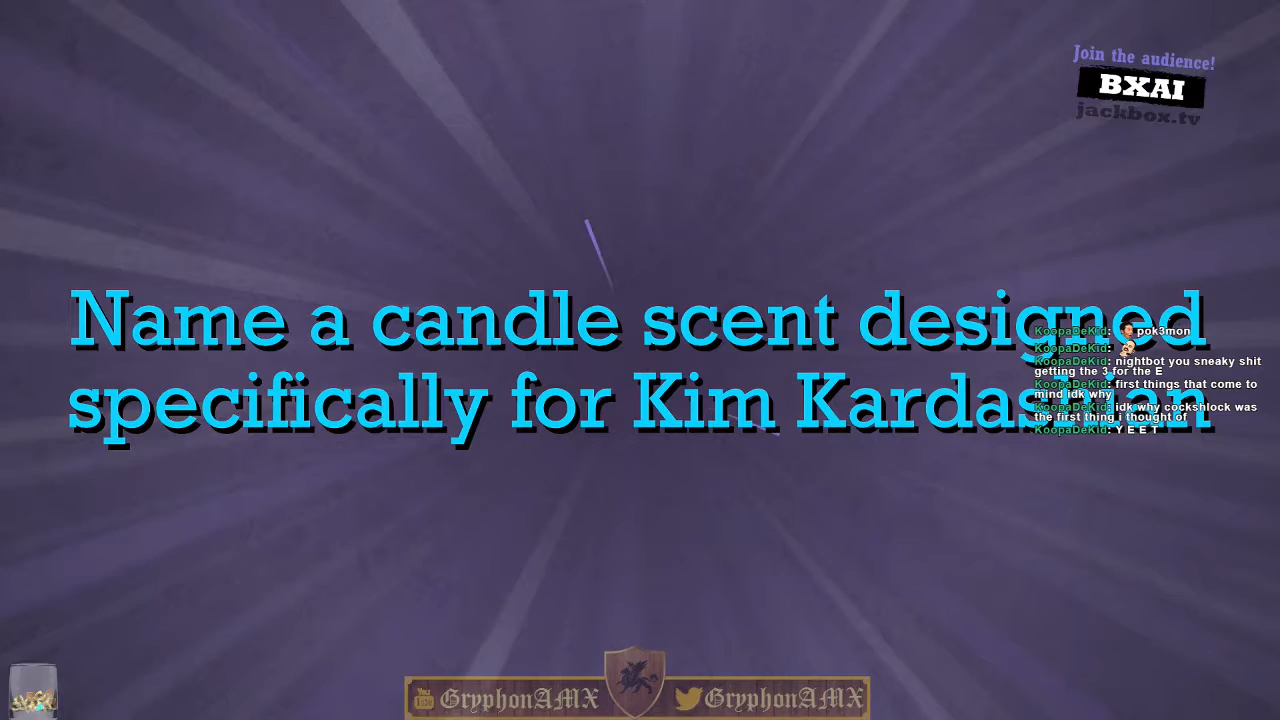 Join the audience!
BXAI
jackbox.tv
Name a candle scent designed
specifically for Kim Kardashian
KoopaDeKid: pok3mon
KoopaDeKid:
KoopaDeKid: nightbot you sneaky shit
getting the 3 for the E
KoopaDeKid: first things that come to
mind idk why
KoopaDeKid: idk why cockshlock was
the first thing i thought of
KoopaDeKid: Y E E T
You Tube GryphonAMX GryphonAMX